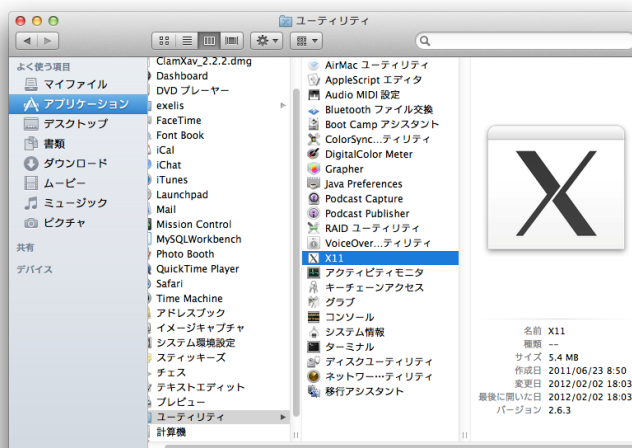 ユーティリティ
よく使う項目
マイファイル
アプリケーション
デスクトップ
書類
ダウンロード
ムービー
ミュージック
ピクチャ
共有
デバイス
ClamXav_2.2.2.dmg
Dashboard
DVD プレーヤー
exelis
FaceTime
Font Book
iCal
iChat
iTunes
Launchpad
Mail
Mission Control
MySQLWorkbench
Photo Booth
QuickTime Player
Safari
Time Machine
アドレスブック
イメージキャプチャ
システム環境設定
スティッキーズ
チェス
テキストエディット
プレビュー
ユーティリティ
計算機
AirMac ユーティリティ
AppleScript エディタ
Audio MIDI 設定
Bluetooth ファイル交換
Boot Camp アシスタント
ColorSync...ティリティ
DigitalColor Meter
Grapher
Java Preferences
Podcast Capture
Podcast Publisher
RAID ユーティリティ
VoiceOver...ティリティ
X11
アクティビティモニタ
キーチェーンアクセス
グラブ
コンソール
システム情報
ターミナル
ディスクユーティリティ
ネットワー…ティリティ
移行アシスタント
X
名前 X11
種類 --
サイズ 5.4 MB
作成日 2011/06/23 8:50
変更日 2012/02/02 18:03
最後に開いた日 2012/02/02 18:03
バージョン 2.6.3